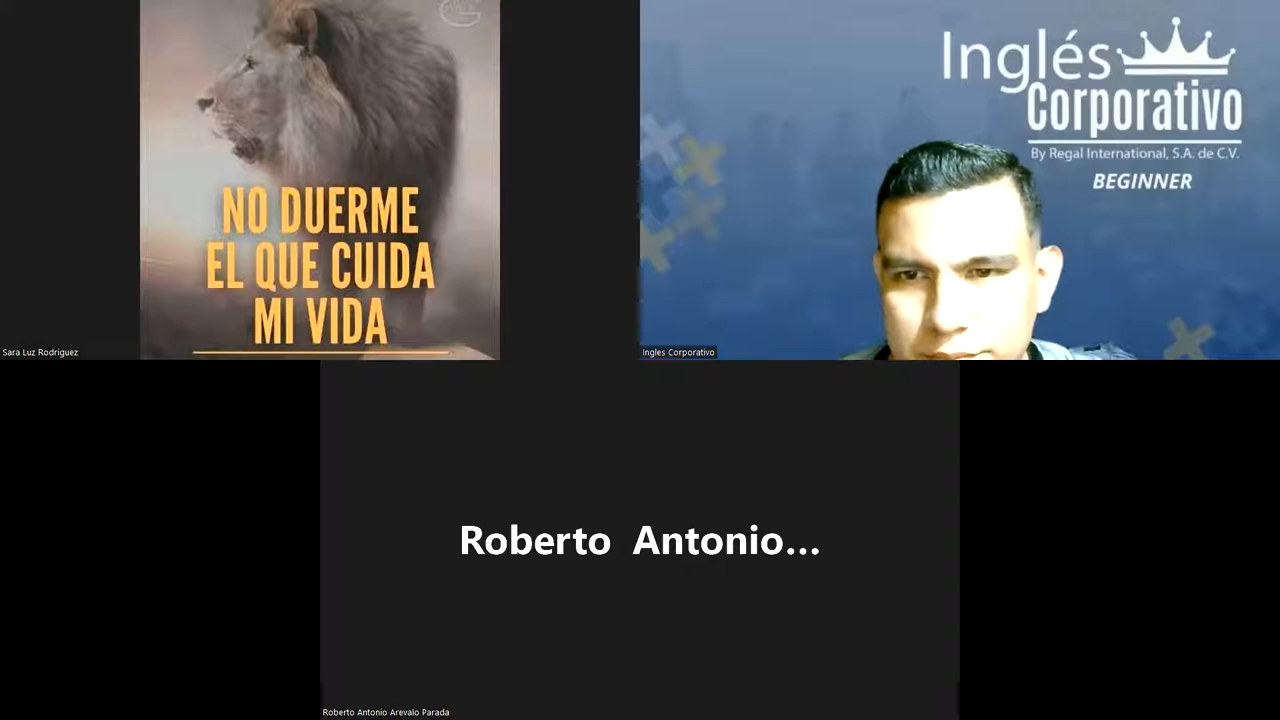 NO DUERME
EL QUE CUIDA
MI VIDA
Sara Luz Rodriguez
Inglés
Corporativo
By Regal International, S.A. de C.V.
BEGINNER
Ingles Corporativo
Roberto Antonio...
Roberto Antonio Arevalo Parada